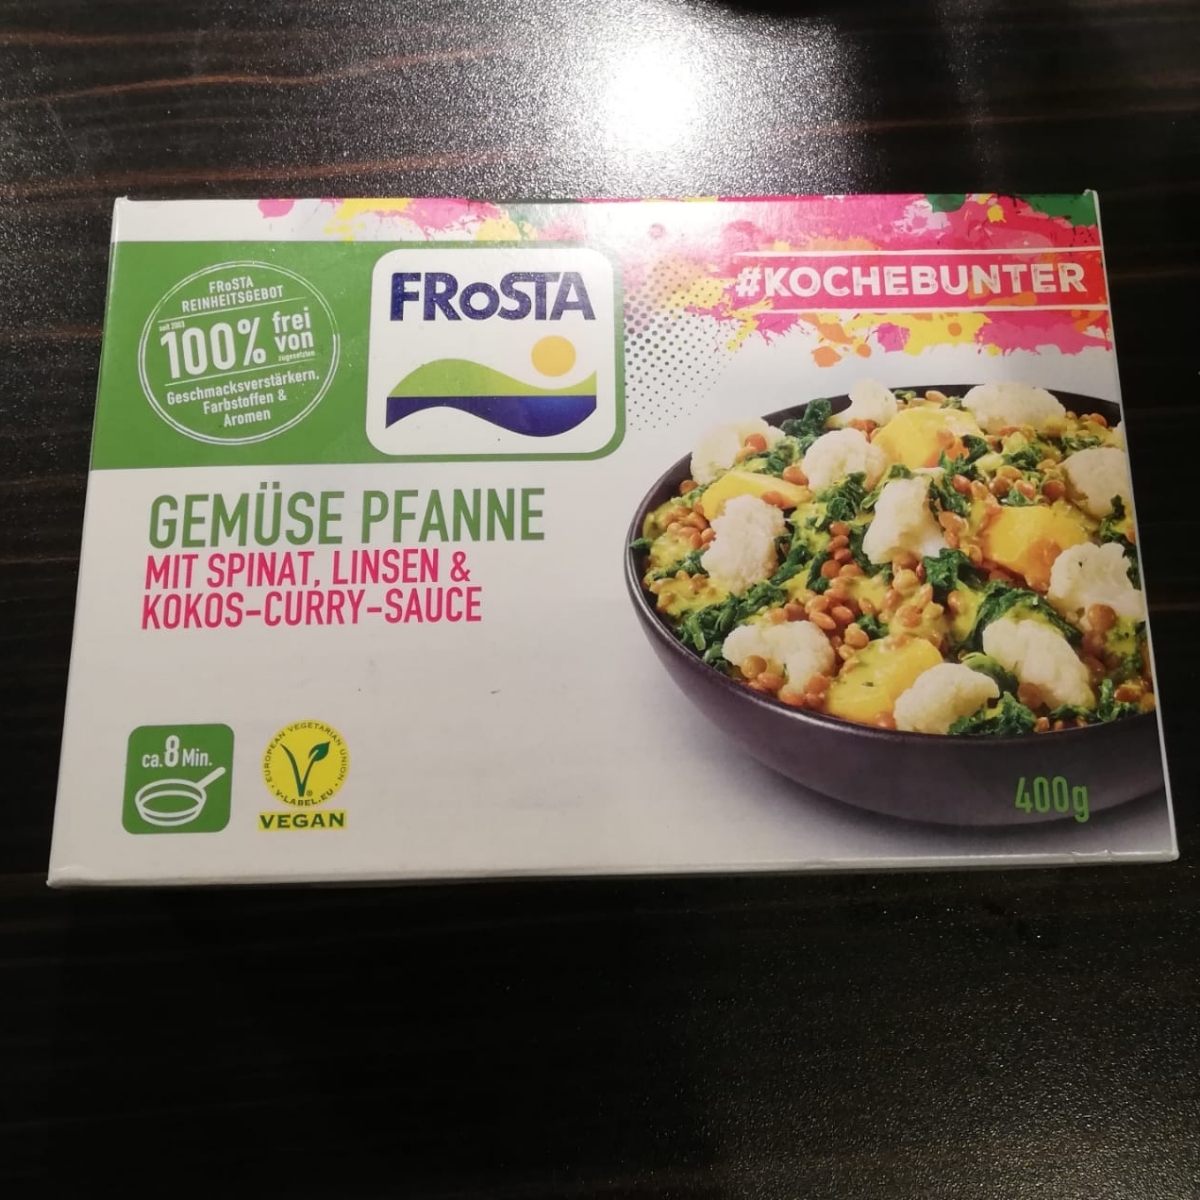 FRoSTA
REINHEITSGEBOT
seit 2003
100% frei von
zugesetzten
Geschmacksverstärkern,
Farbstoffen &
Aromen
FRoSTA
#KOCHEBUNTER
GEMÜSE PFANNE
MIT SPINAT, LINSEN &
KOKOS-CURRY-SAUCE
ca. 8 Min.
EUROPEAN VEGETARIAN UNION
V-LABEL.EU
VEGAN
400g